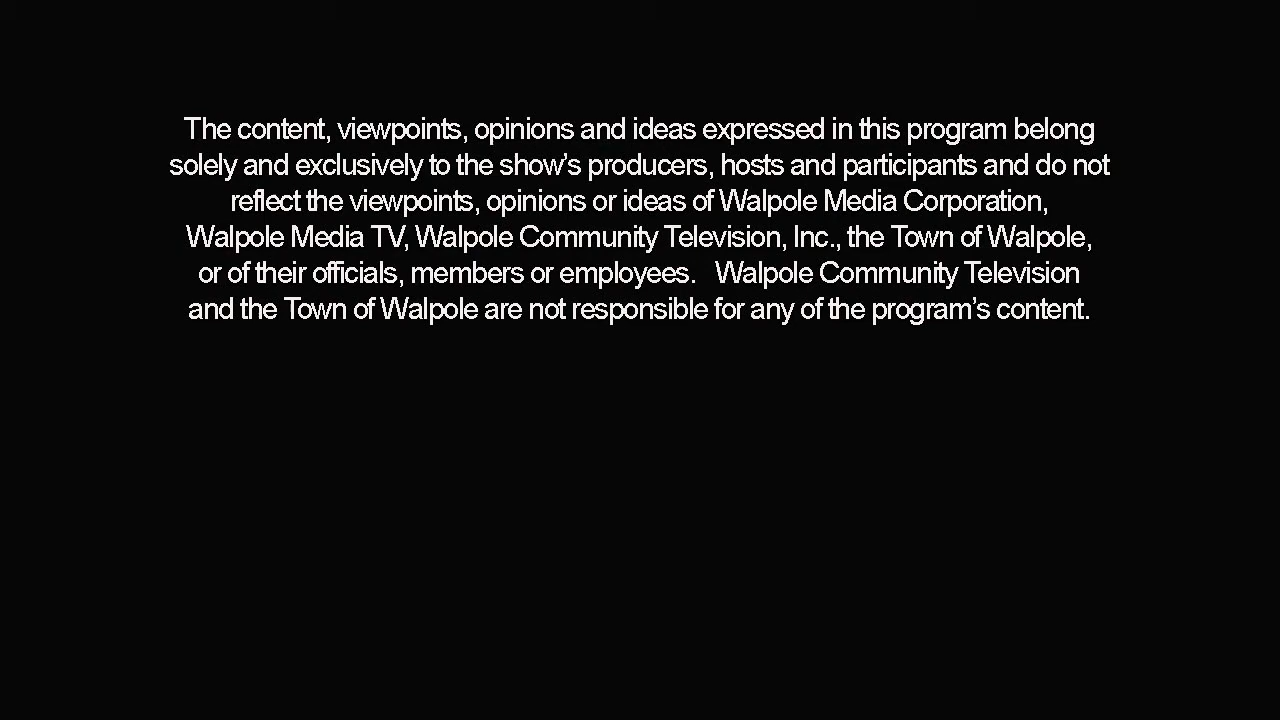 The content, viewpoints, opinions and ideas expressed in this program belong
solely and exclusively to the show’s producers, hosts and participants and do not
reflect the viewpoints, opinions or ideas of Walpole Media Corporation,
Walpole Media TV, Walpole Community Television, Inc., the Town of Walpole,
or of their officials, members or employees.   Walpole Community Television
and the Town of Walpole are not responsible for any of the program’s content.